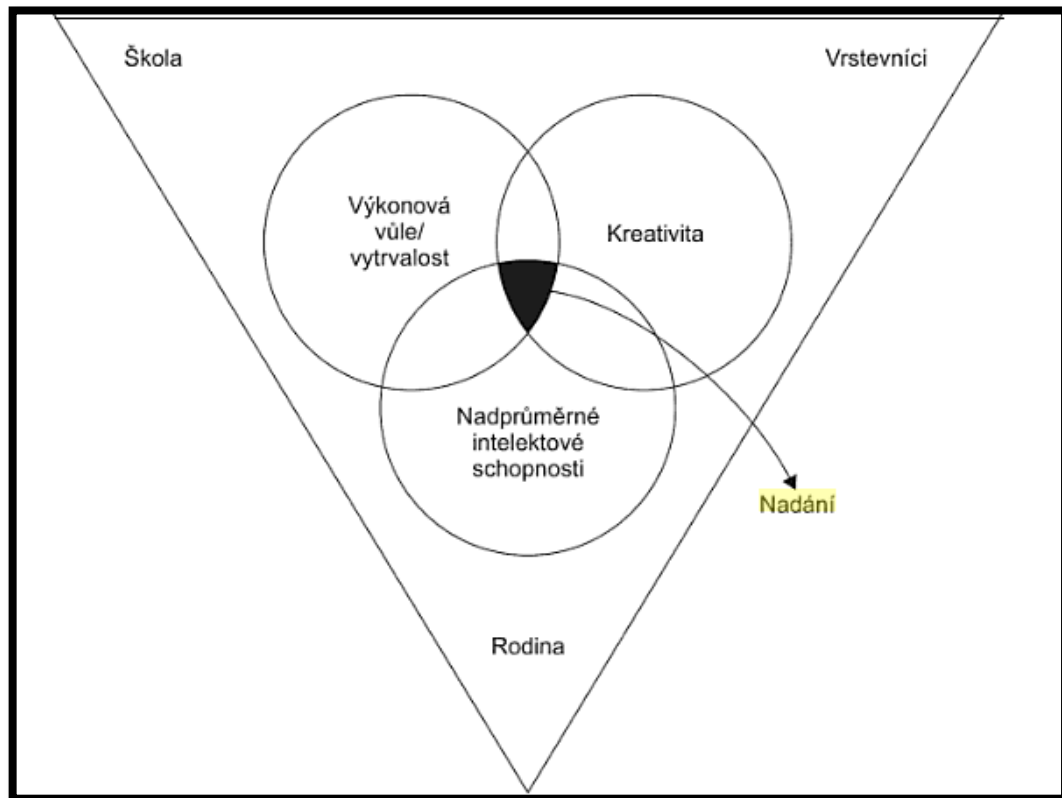 Škola
Vrstevníci
Výkonová
vůle/
vytrvalost
Kreativita
Nadprůměrné
intelektové
schopnosti
Nadání
Rodina